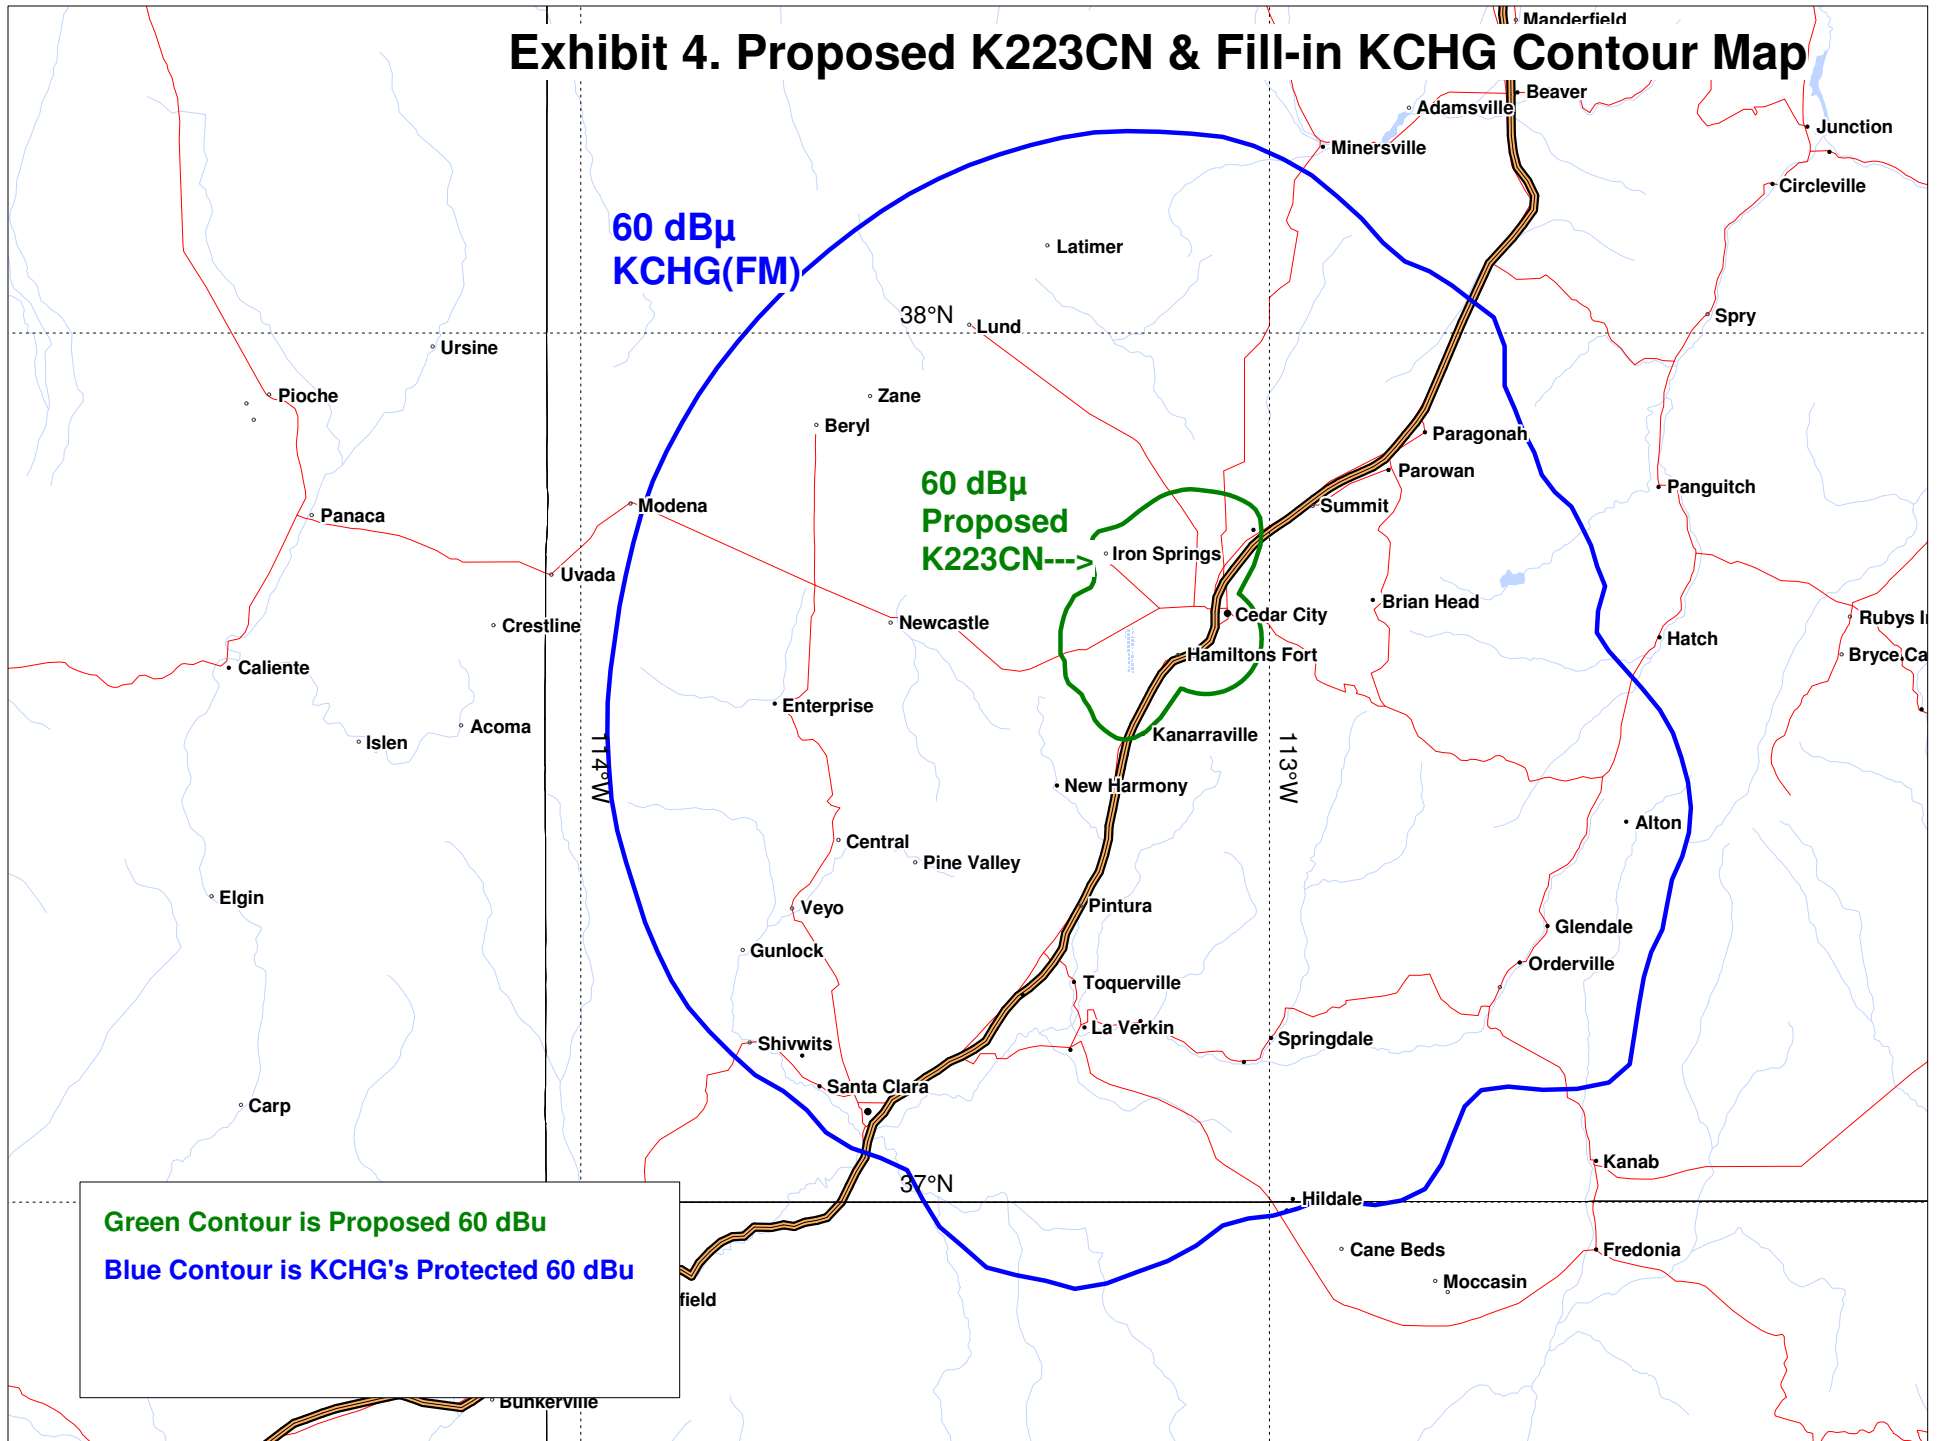 Manderfield
Exhibit 4. Proposed K223CN & Fill-in KCHG Contour Map
Beaver
Adamsville
Junction
Minersville
Circleville
60 dBµ
KCHG(FM)
Latimer
38°N
Lund
Spry
Ursine
Pioche
Zane
Beryl
Paragonah
Parowan
60 dBµ
Proposed
K223CN--->
Panguitch
Modena
Summit
Panaca
Iron Springs
Uvada
Brian Head
Cedar City
Rubys I
Newcastle
Crestline
Hatch
Hamiltons Fort
Bryce.Ca
Caliente
Enterprise
Acoma
Kanarraville
Islen
114°W
113°W
New Harmony
Alton
Central
Pine Valley
Elgin
Pintura
Veyo
Glendale
Gunlock
Orderville
Toquerville
La Verkin
Springdale
Shivwits
Santa Clara
Carp
Kanab
37°N
Hildale
Green Contour is Proposed 60 dBu
Blue Contour is KCHG's Protected 60 dBu
Cane Beds
Fredonia
Moccasin
field
Bunkerville